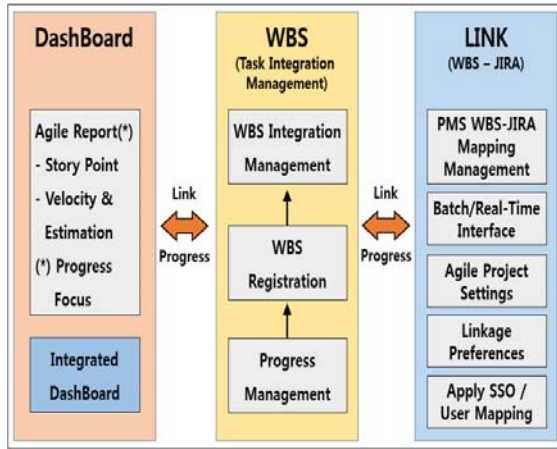 DashBoard
Agile Report(*)
- Story Point
- Velocity &
Estimation
(*) Progress
Focus
Integrated
DashBoard
Link
Progress
WBS
(Task Integration
Management)
WBS Integration
Management
WBS
Registration
Progress
Management
Link
Progress
LINK
(WBS – JIRA)
PMS WBS-JIRA
Mapping
Management
Batch/Real-Time
Interface
Agile Project
Settings
Linkage
Preferences
Apply SSO /
User Mapping